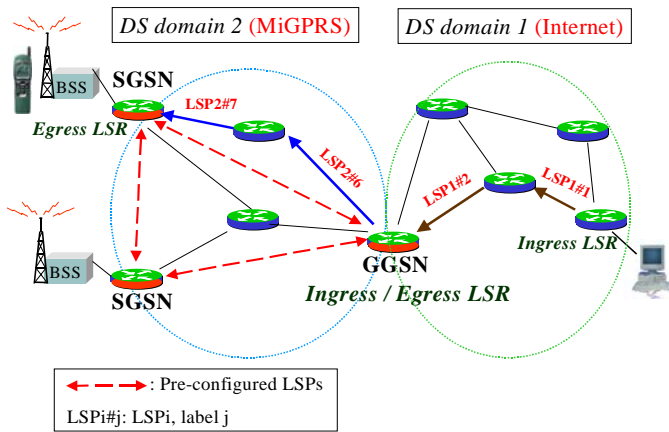 DS domain 2 (MiGPRS)
DS domain 1 (Internet)
SGSN
BSS
Egress LSR
LSP2#7
LSP2#6
LSP1#2
LSP1#1
Ingress LSR
GGSN
Ingress / Egress LSR
BSS
SGSN
: Pre-configured LSPs
LSPi#j: LSPi, label j